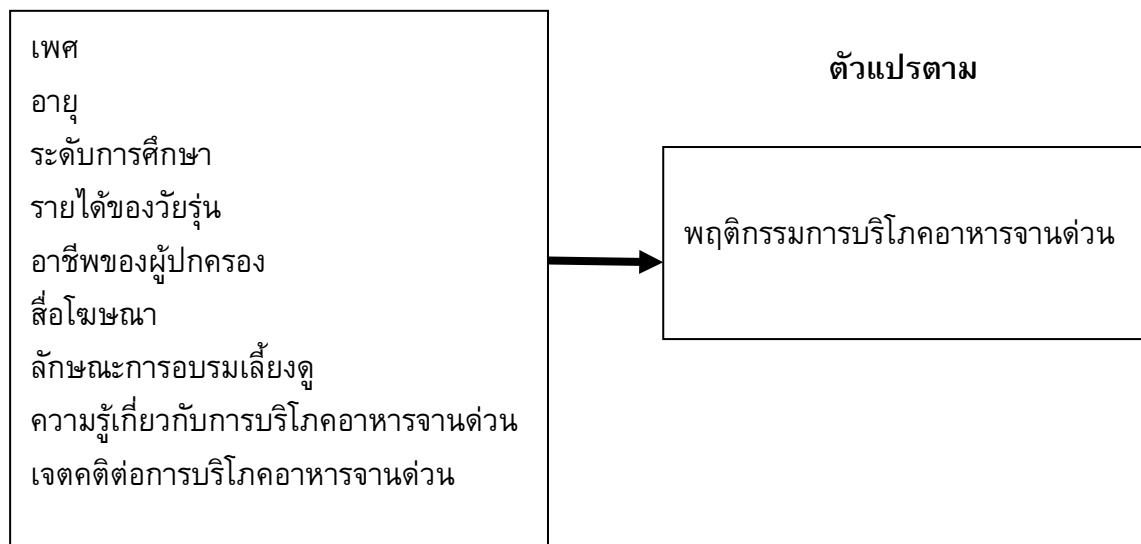 เพศ
อายุ
ระดับการศึกษา
รายได้ของวัยรุ่น
อาชีพของผู้ปกครอง
สื่อโฆษณา
ลักษณะการอบรมเลี้ยงดู
ความรู้เกี่ยวกับการบริโภคอาหารจานด่วน
เจตคติต่อการบริโภคอาหารจานด่วน
ตัวแปรตาม
พฤติกรรมการบริโภคอาหารจานด่วน